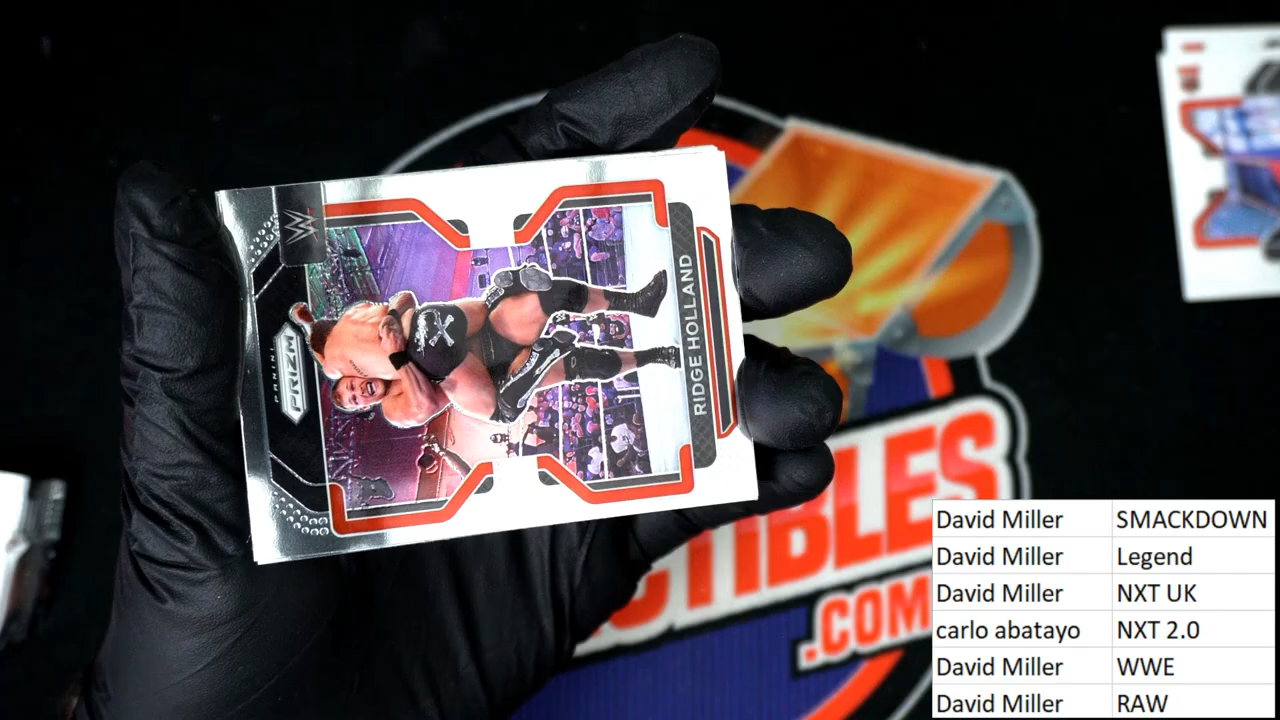 W
PANINI
PRIZM
RIDGE HOLLAND
CTIBLES
.COM
David Miller SMACKDOWN
David Miller Legend
David Miller NXT UK
carlo abatayo NXT 2.0
David Miller WWE
David Miller RAW